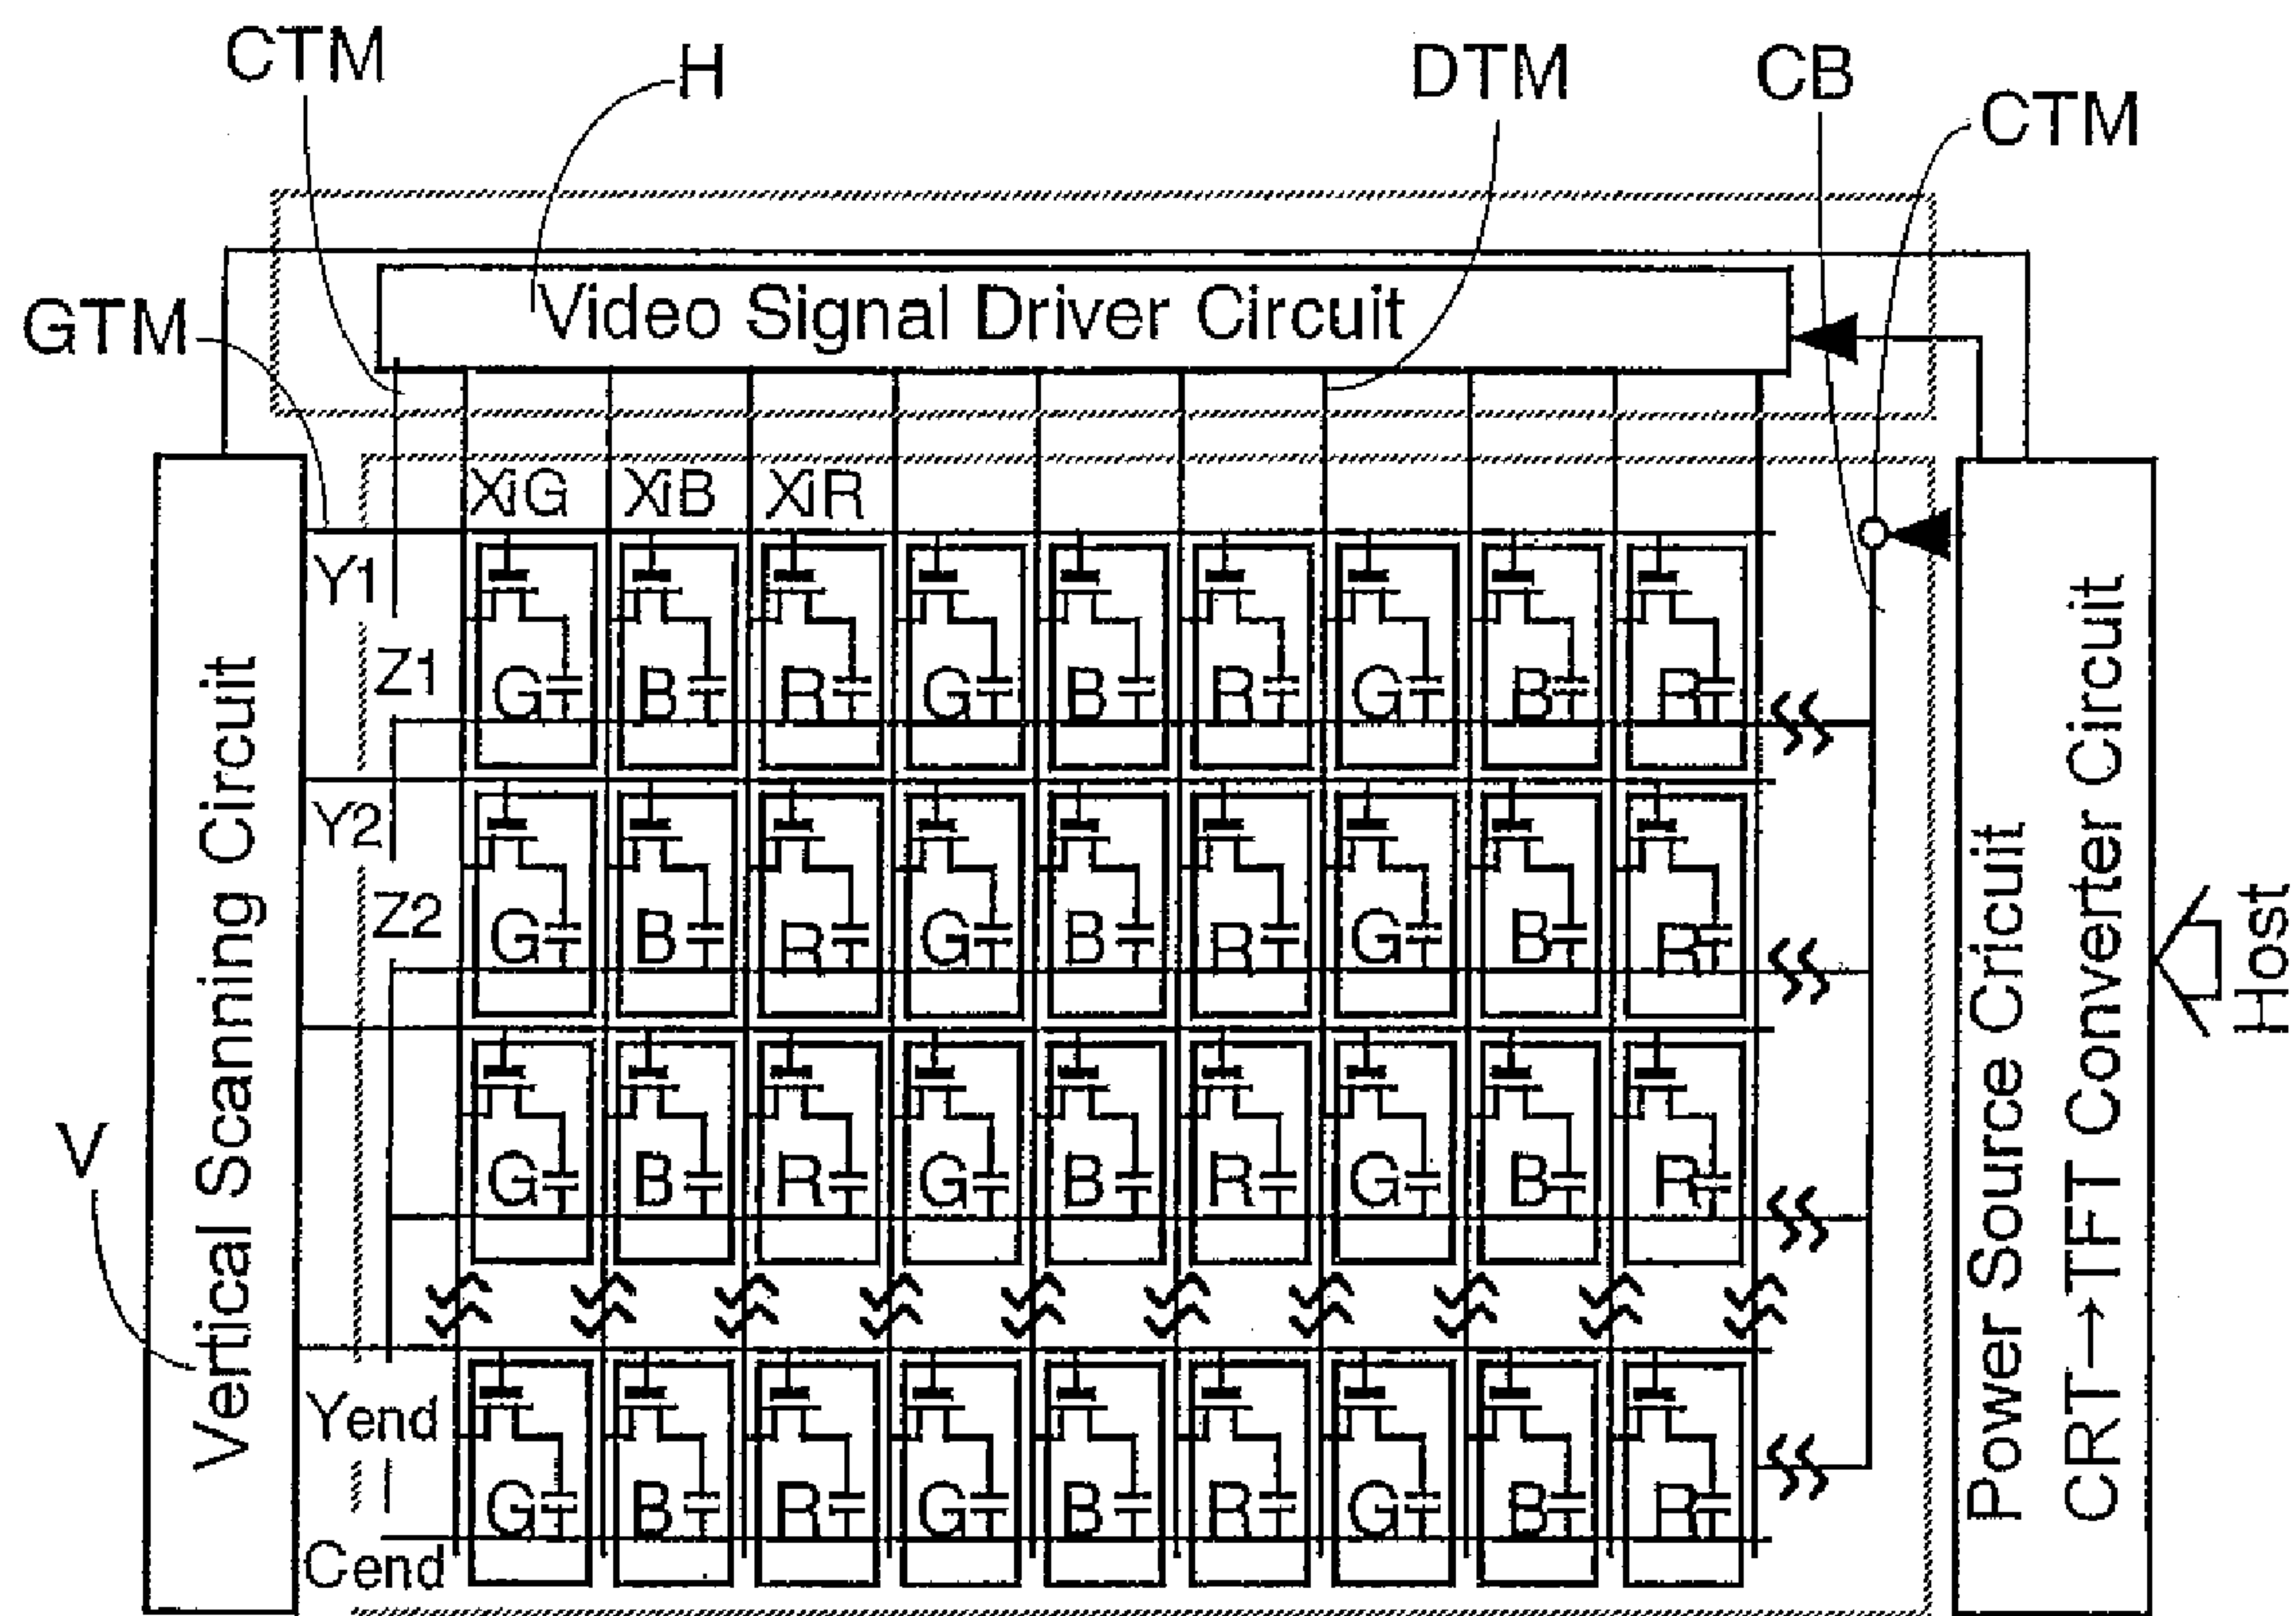 CTM
H
DTM
CB
CTM
GTM
Video Signal Driver Circuit
XiG XiB XiR
Y1
Z1
G B R G B R G B R
Y2
Z2
G B R G B R G B R
G B R G B R G B R
V
Vertical Scanning Circuit
Yend
G B R G B R G B R
Cend
Power Source Cricuit
CRT→TFT Converter Circuit
Host